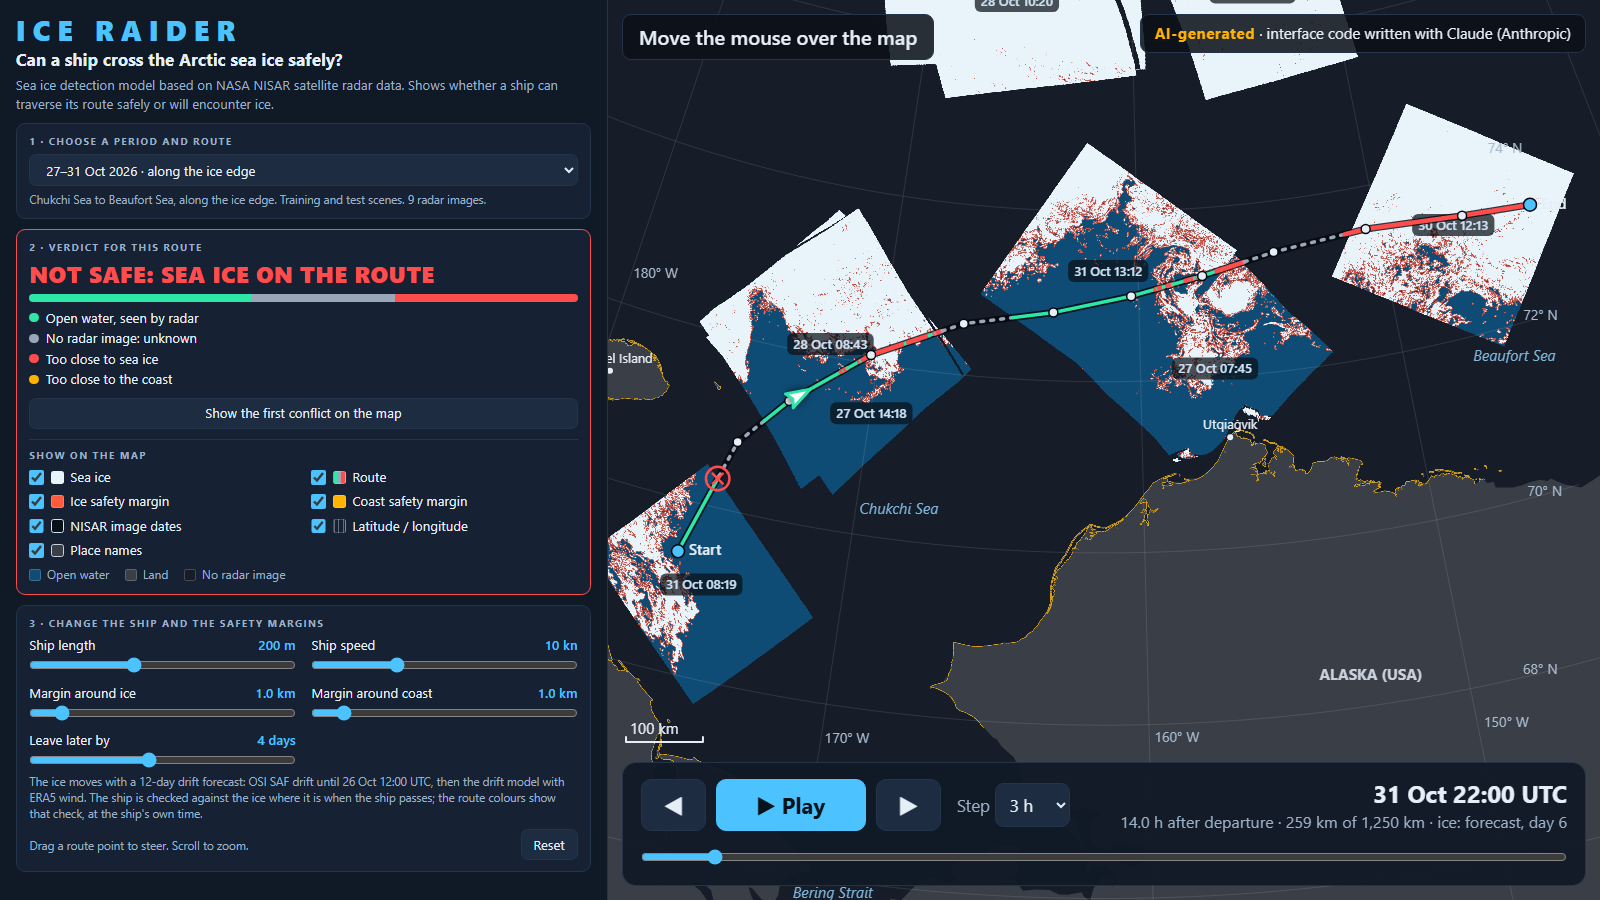 ICE RAIDER
Can a ship cross the Arctic sea ice safely?
Sea ice detection model based on NASA NISAR satellite radar data. Shows whether a ship can
traverse its route safely or will encounter ice.
1 · CHOOSE A PERIOD AND ROUTE
27–31 Oct 2026 · along the ice edge
Chukchi Sea to Beaufort Sea, along the ice edge. Training and test scenes. 9 radar images.
2 · VERDICT FOR THIS ROUTE
NOT SAFE: SEA ICE ON THE ROUTE
Open water, seen by radar
No radar image: unknown
Too close to sea ice
Too close to the coast
Show the first conflict on the map
SHOW ON THE MAP
Sea ice
Route
Ice safety margin
Coast safety margin
NISAR image dates
Latitude / longitude
Place names
Open water
Land
No radar image
3 · CHANGE THE SHIP AND THE SAFETY MARGINS
Ship length 200 m
Ship speed 10 kn
Margin around ice 1.0 km
Margin around coast 1.0 km
Leave later by 4 days
The ice moves with a 12-day drift forecast: OSI SAF drift until 26 Oct 12:00 UTC, then the drift model with
ERA5 wind. The ship is checked against the ice where it is when the ship passes; the route colours show
that check, at the ship's own time.
Drag a route point to steer. Scroll to zoom.
Reset
28 Oct 10:20
Move the mouse over the map
AI-generated · interface code written with Claude (Anthropic)
74° N
30 Oct 12:13
180° W
31 Oct 13:12
72° N
28 Oct 08:43
el Island
Beaufort Sea
27 Oct 07:45
27 Oct 14:18
Utqiaġvik
70° N
Chukchi Sea
Start
31 Oct 08:19
ALASKA (USA)
68° N
150° W
100 km
170° W
160° W
◀
▶ Play
▶
Step
3 h
31 Oct 22:00 UTC
14.0 h after departure · 259 km of 1,250 km · ice: forecast, day 6
Bering Strait